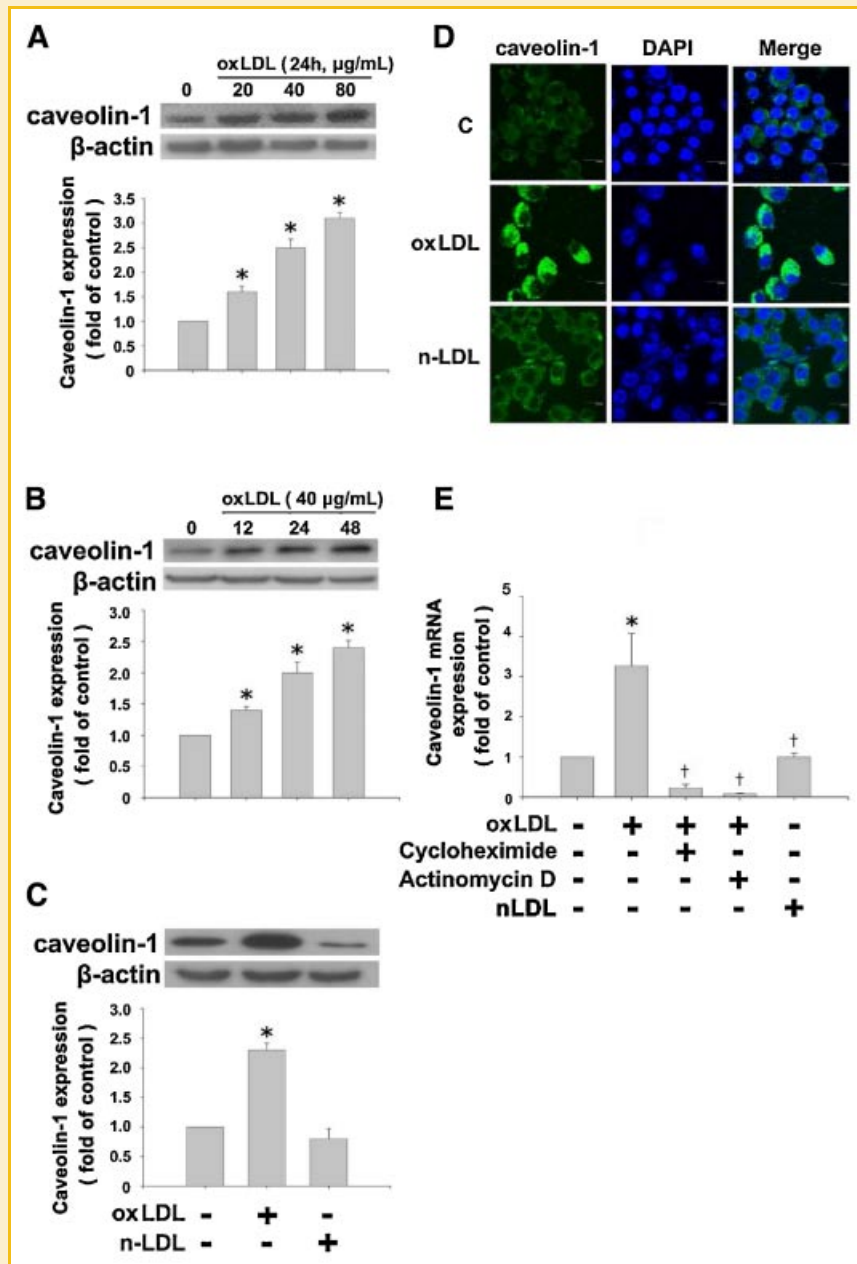 A
oxLDL (24h, µg/mL)
0 20 40 80
caveolin-1
β-actin
Caveolin-1 expression
( fold of control )
3.5
3.0
2.5
2.0
1.5
1.0
0.5
0
* * *
B
oxLDL ( 40 µg/mL)
0 12 24 48
caveolin-1
β-actin
Caveolin-1 expression
( fold of control )
3.0
2.5
2.0
1.5
1.0
0.5
0
* * *
C
caveolin-1
β-actin
Caveolin-1 expression
( fold of control )
3.0
2.5
2.0
1.5
1.0
0.5
0
*
oxLDL - + -
n-LDL - - +
D
caveolin-1 DAPI Merge
C
oxLDL
n-LDL
E
Caveolin-1 mRNA
expression
( fold of control )
5
4
3
2
1
0
* † † †
oxLDL - + + + -
Cycloheximide - - + - -
Actinomycin D - - - + -
nLDL - - - - +